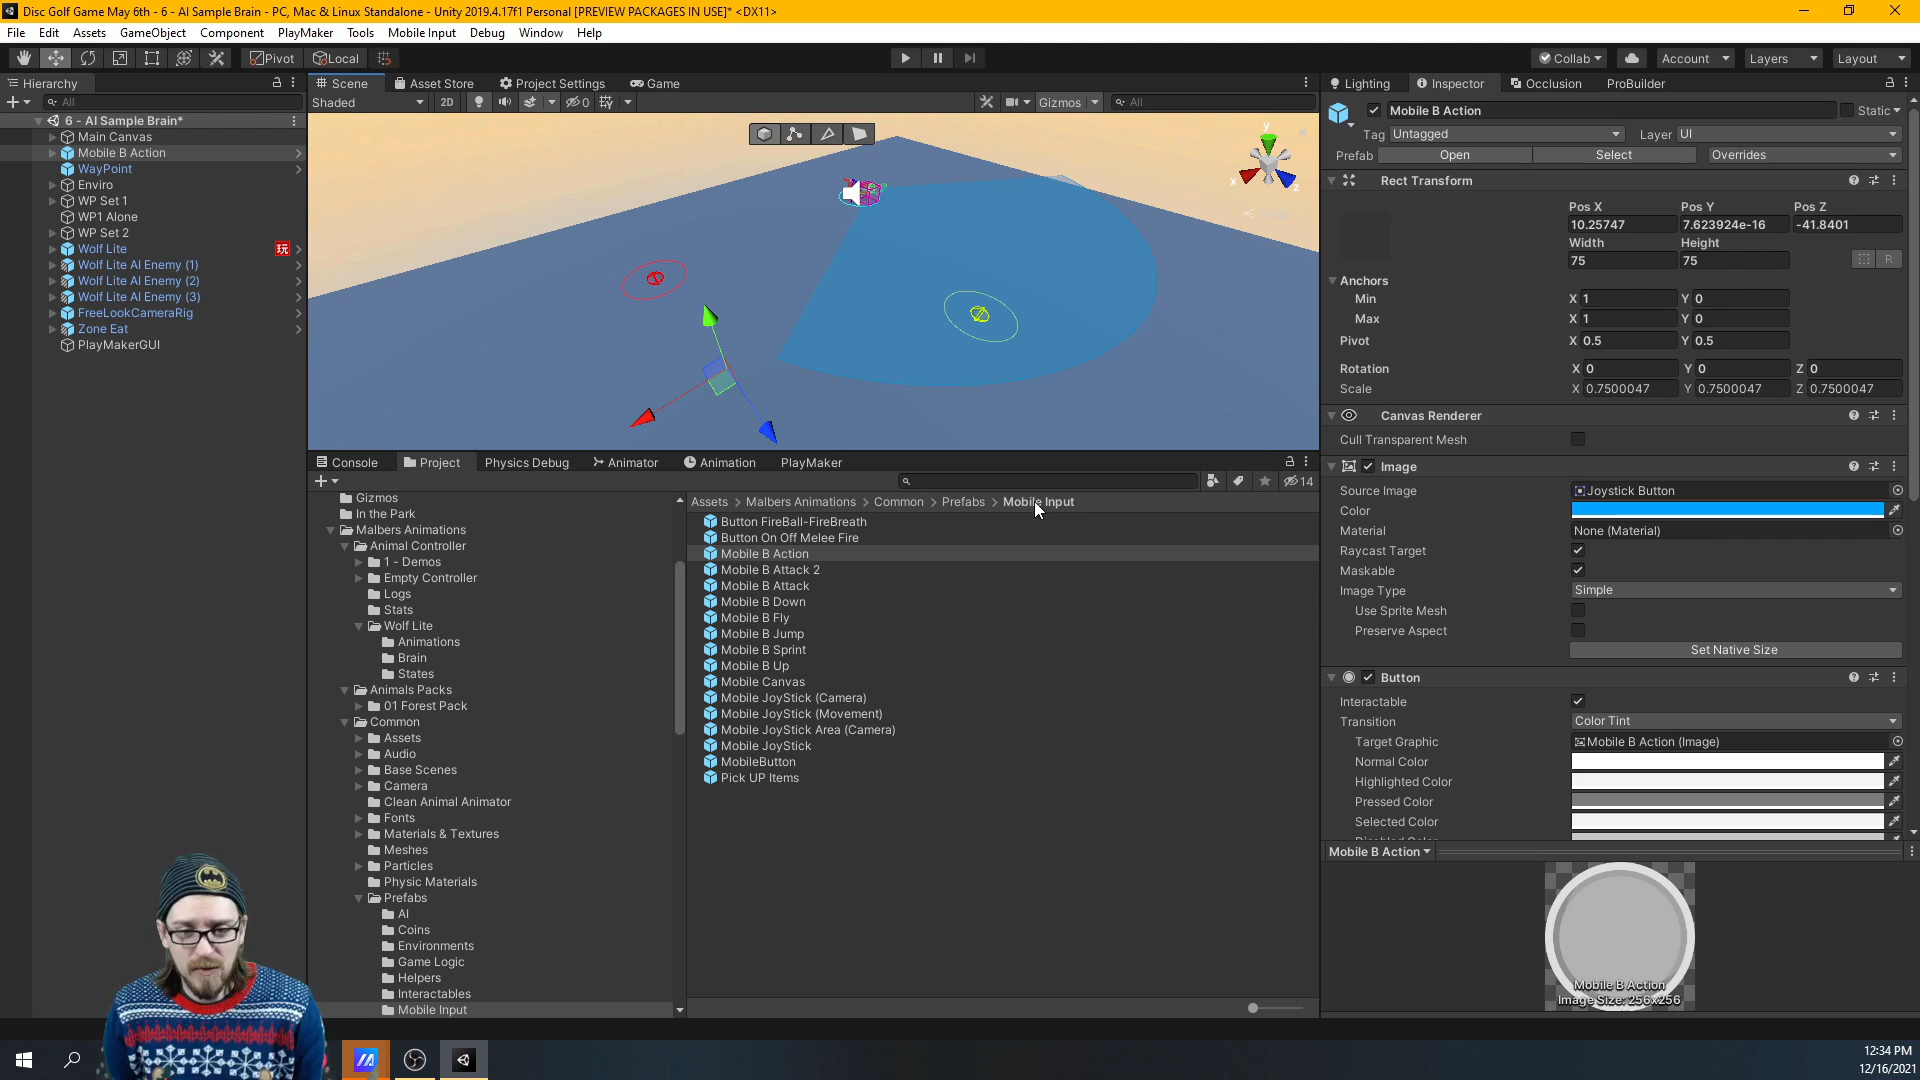 Disc Golf Game May 6th - 6 - AI Sample Brain - PC, Mac & Linux Standalone - Unity 2019.4.17f1 Personal [PREVIEW PACKAGES IN USE]* <DX11>
File Edit Assets GameObject Component PlayMaker Tools Mobile Input Debug Window Help
Pivot Local Collab Account Layers Layout
Hierarchy
All
6 - AI Sample Brain*
Main Canvas
Mobile B Action
WayPoint
Enviro
WP Set 1
WP1 Alone
WP Set 2
Wolf Lite 玩
Wolf Lite AI Enemy (1)
Wolf Lite AI Enemy (2)
Wolf Lite AI Enemy (3)
FreeLookCameraRig
Zone Eat
PlayMakerGUI
Scene Asset Store Project Settings Game
Shaded 2D 0 Gizmos All
y
x z
Console Project Physics Debug Animator Animation PlayMaker
14
Gizmos
In the Park
Malbers Animations
Animal Controller
1 - Demos
Empty Controller
Logs
Stats
Wolf Lite
Animations
Brain
States
Animals Packs
01 Forest Pack
Common
Assets
Audio
Base Scenes
Camera
Clean Animal Animator
Fonts
Materials & Textures
Meshes
Particles
Physic Materials
Prefabs
AI
Coins
Environments
Game Logic
Helpers
Interactables
Mobile Input
Assets > Malbers Animations > Common > Prefabs > Mobile Input
Button FireBall-FireBreath
Button On Off Melee Fire
Mobile B Action
Mobile B Attack 2
Mobile B Attack
Mobile B Down
Mobile B Fly
Mobile B Jump
Mobile B Sprint
Mobile B Up
Mobile Canvas
Mobile JoyStick (Camera)
Mobile JoyStick (Movement)
Mobile JoyStick Area (Camera)
Mobile JoyStick
MobileButton
Pick UP Items
Lighting Inspector Occlusion ProBuilder
Mobile B Action Static
Tag Untagged Layer UI
Prefab Open Select Overrides
Rect Transform
Pos X Pos Y Pos Z
10.25747 7.623924e-16 -41.8401
Width Height
75 75 R
Anchors
Min X 1 Y 0
Max X 1 Y 0
Pivot X 0.5 Y 0.5
Rotation X 0 Y 0 Z 0
Scale X 0.7500047 Y 0.7500047 Z 0.7500047
Canvas Renderer
Cull Transparent Mesh
Image
Source Image Joystick Button
Color
Material None (Material)
Raycast Target
Maskable
Image Type Simple
Use Sprite Mesh
Preserve Aspect
Set Native Size
Button
Interactable
Transition Color Tint
Target Graphic Mobile B Action (Image)
Normal Color
Highlighted Color
Pressed Color
Selected Color
Disabled Color
Mobile B Action
Mobile B Action
Image Size: 256x256
12:34 PM
12/16/2021